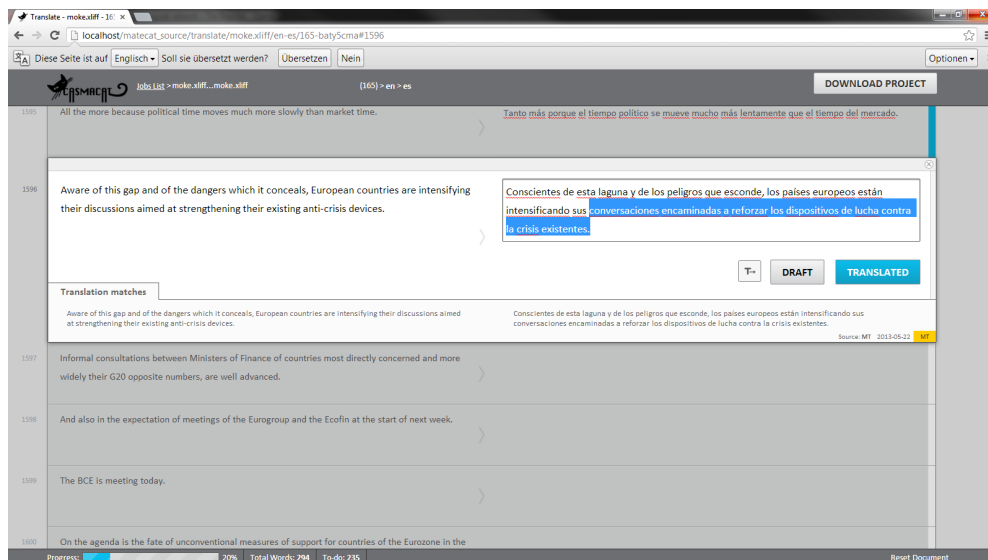 Translate - moke.xliff - 16
localhost/matecat_source/translate/moke.xliff/en-es/165-baty5cma#1596
Diese Seite ist auf Englisch Soll sie übersetzt werden? Übersetzen Nein Optionen
CASMACAT Jobs List > moke.xliff...moke.xliff (165) > en > es DOWNLOAD PROJECT
1595 All the more because political time moves much more slowly than market time. Tanto más porque el tiempo político se mueve mucho más lentamente que el tiempo del mercado.
1596 Aware of this gap and of the dangers which it conceals, European countries are intensifying Conscientes de esta laguna y de los peligros que esconde, los países europeos están
their discussions aimed at strengthening their existing anti-crisis devices. intensificando sus conversaciones encaminadas a reforzar los dispositivos de lucha contra
la crisis existentes.
T→ DRAFT TRANSLATED
Translation matches
Aware of this gap and of the dangers which it conceals, European countries are intensifying their discussions aimed Conscientes de esta laguna y de los peligros que esconde, los países europeos están intensificando sus
at strengthening their existing anti-crisis devices. conversaciones encaminadas a reforzar los dispositivos de lucha contra la crisis existentes.
Source: MT 2013-05-22 MT
1597 Informal consultations between Ministers of Finance of countries most directly concerned and more
widely their G20 opposite numbers, are well advanced.
1598 And also in the expectation of meetings of the Eurogroup and the Ecofin at the start of next week.
1599 The BCE is meeting today.
1600 On the agenda is the fate of unconventional measures of support for countries of the Eurozone in the
Progress: 20% Total Words: 294 To-do: 235 Reset Document